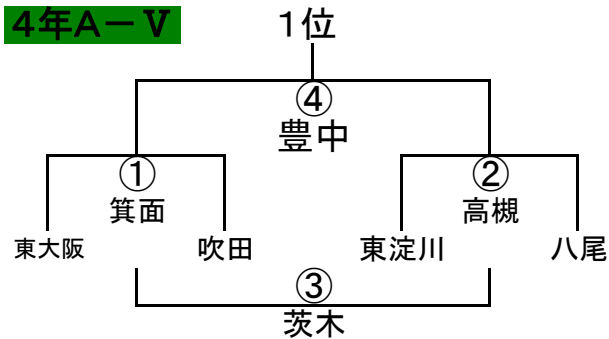 4年A－Ⅴ
1位
④
豊中
①
②
箕面
高槻
東大阪
吹田
東淀川
八尾
③
茨木